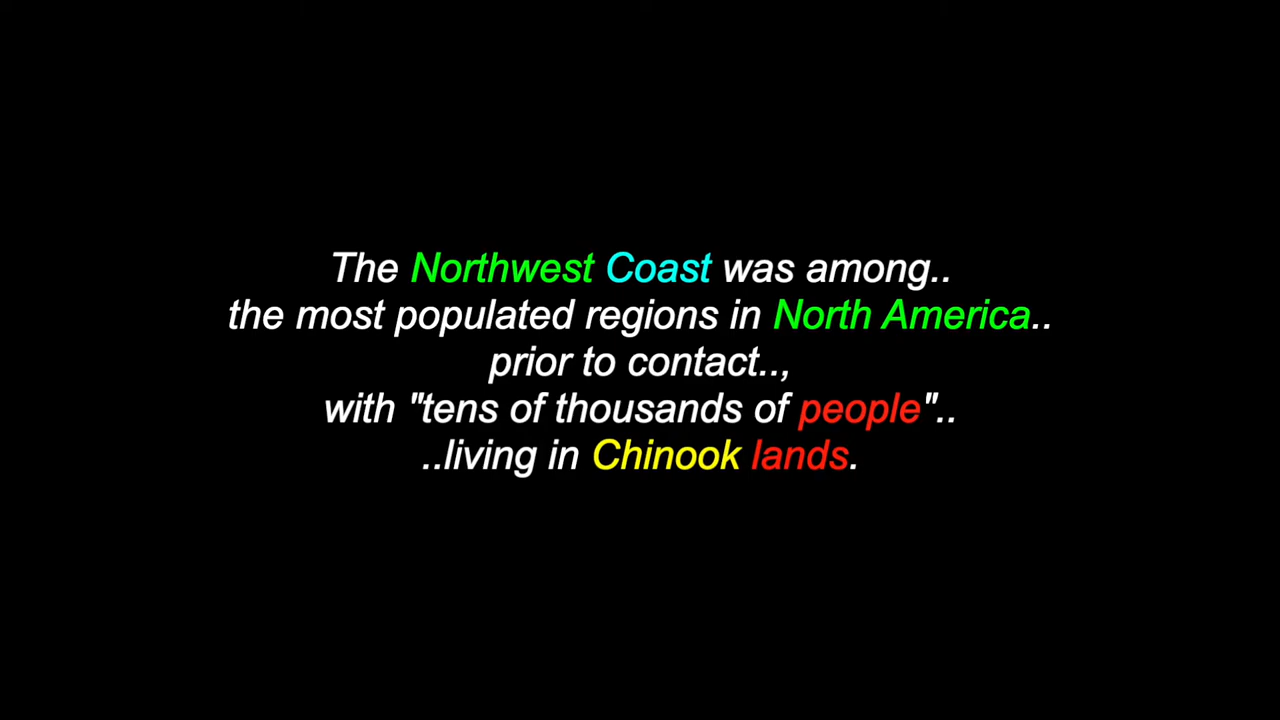 The Northwest Coast was among..
the most populated regions in North America..
prior to contact..,
with "tens of thousands of people"..
..living in Chinook lands.